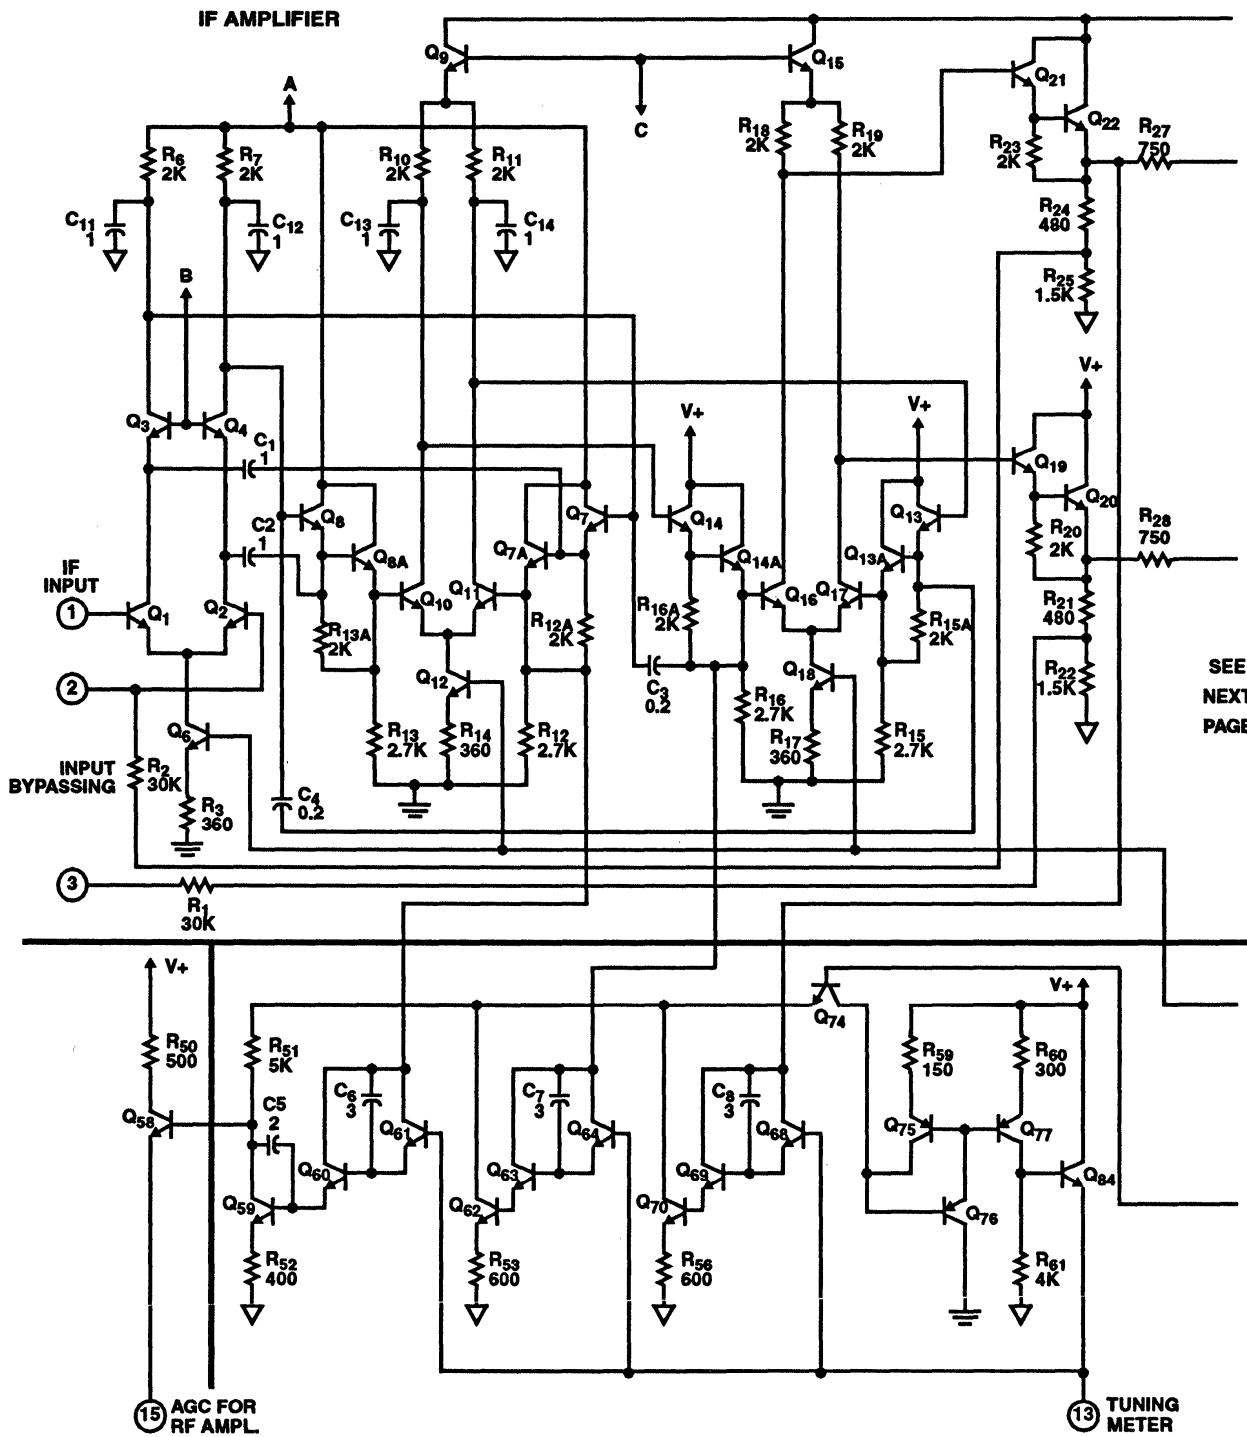 IF AMPLIFIER
Q9
Q15
A
C
Q21
Q22
R6
2K
R7
2K
R10
2K
R11
2K
R18
2K
R19
2K
R23
2K
R27
750
C11
1
C12
1
C13
1
C14
1
R24
480
R25
1.5K
B
V+
Q3
Q4
C1
1
V+
V+
Q19
Q20
Q8
C2
1
Q8A
Q7
Q7A
Q14
Q14A
Q13
Q13A
R20
2K
R28
750
IF
INPUT
1
Q1
Q2
Q10
Q11
R12A
2K
R16A
2K
Q16
Q17
R15A
2K
R21
480
R13A
2K
2
Q12
C3
0.2
Q18
R22
1.5K
SEE
NEXT
PAGE
Q6
R16
2.7K
INPUT
BYPASSING
R2
30K
R13
2.7K
R14
360
R12
2.7K
R17
360
R15
2.7K
R3
360
C4
0.2
3
R1
30K
V+
V+
Q74
R50
500
R51
5K
R59
150
R60
300
C6
3
C7
3
C8
3
Q58
C5
2
Q61
Q64
Q68
Q75
Q77
Q60
Q63
Q69
Q84
Q59
Q62
Q70
Q76
R52
400
R53
600
R56
600
R61
4K
15
AGC FOR
RF AMPL.
13
TUNING
METER